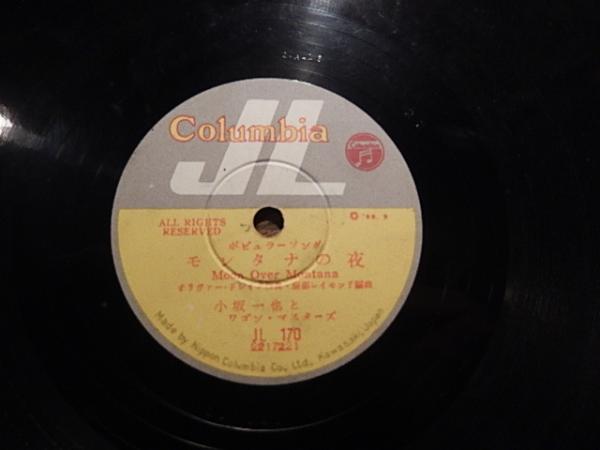 JL
Columbia
ALL RIGHTS
RESERVED
ポピュラーソング
モンタナの夜
Moon Over Montana
小坂一也と
ワゴン・マスターズ
JL 170
Made by Nippon Columbia Co., Ltd., Kawasaki, Japan